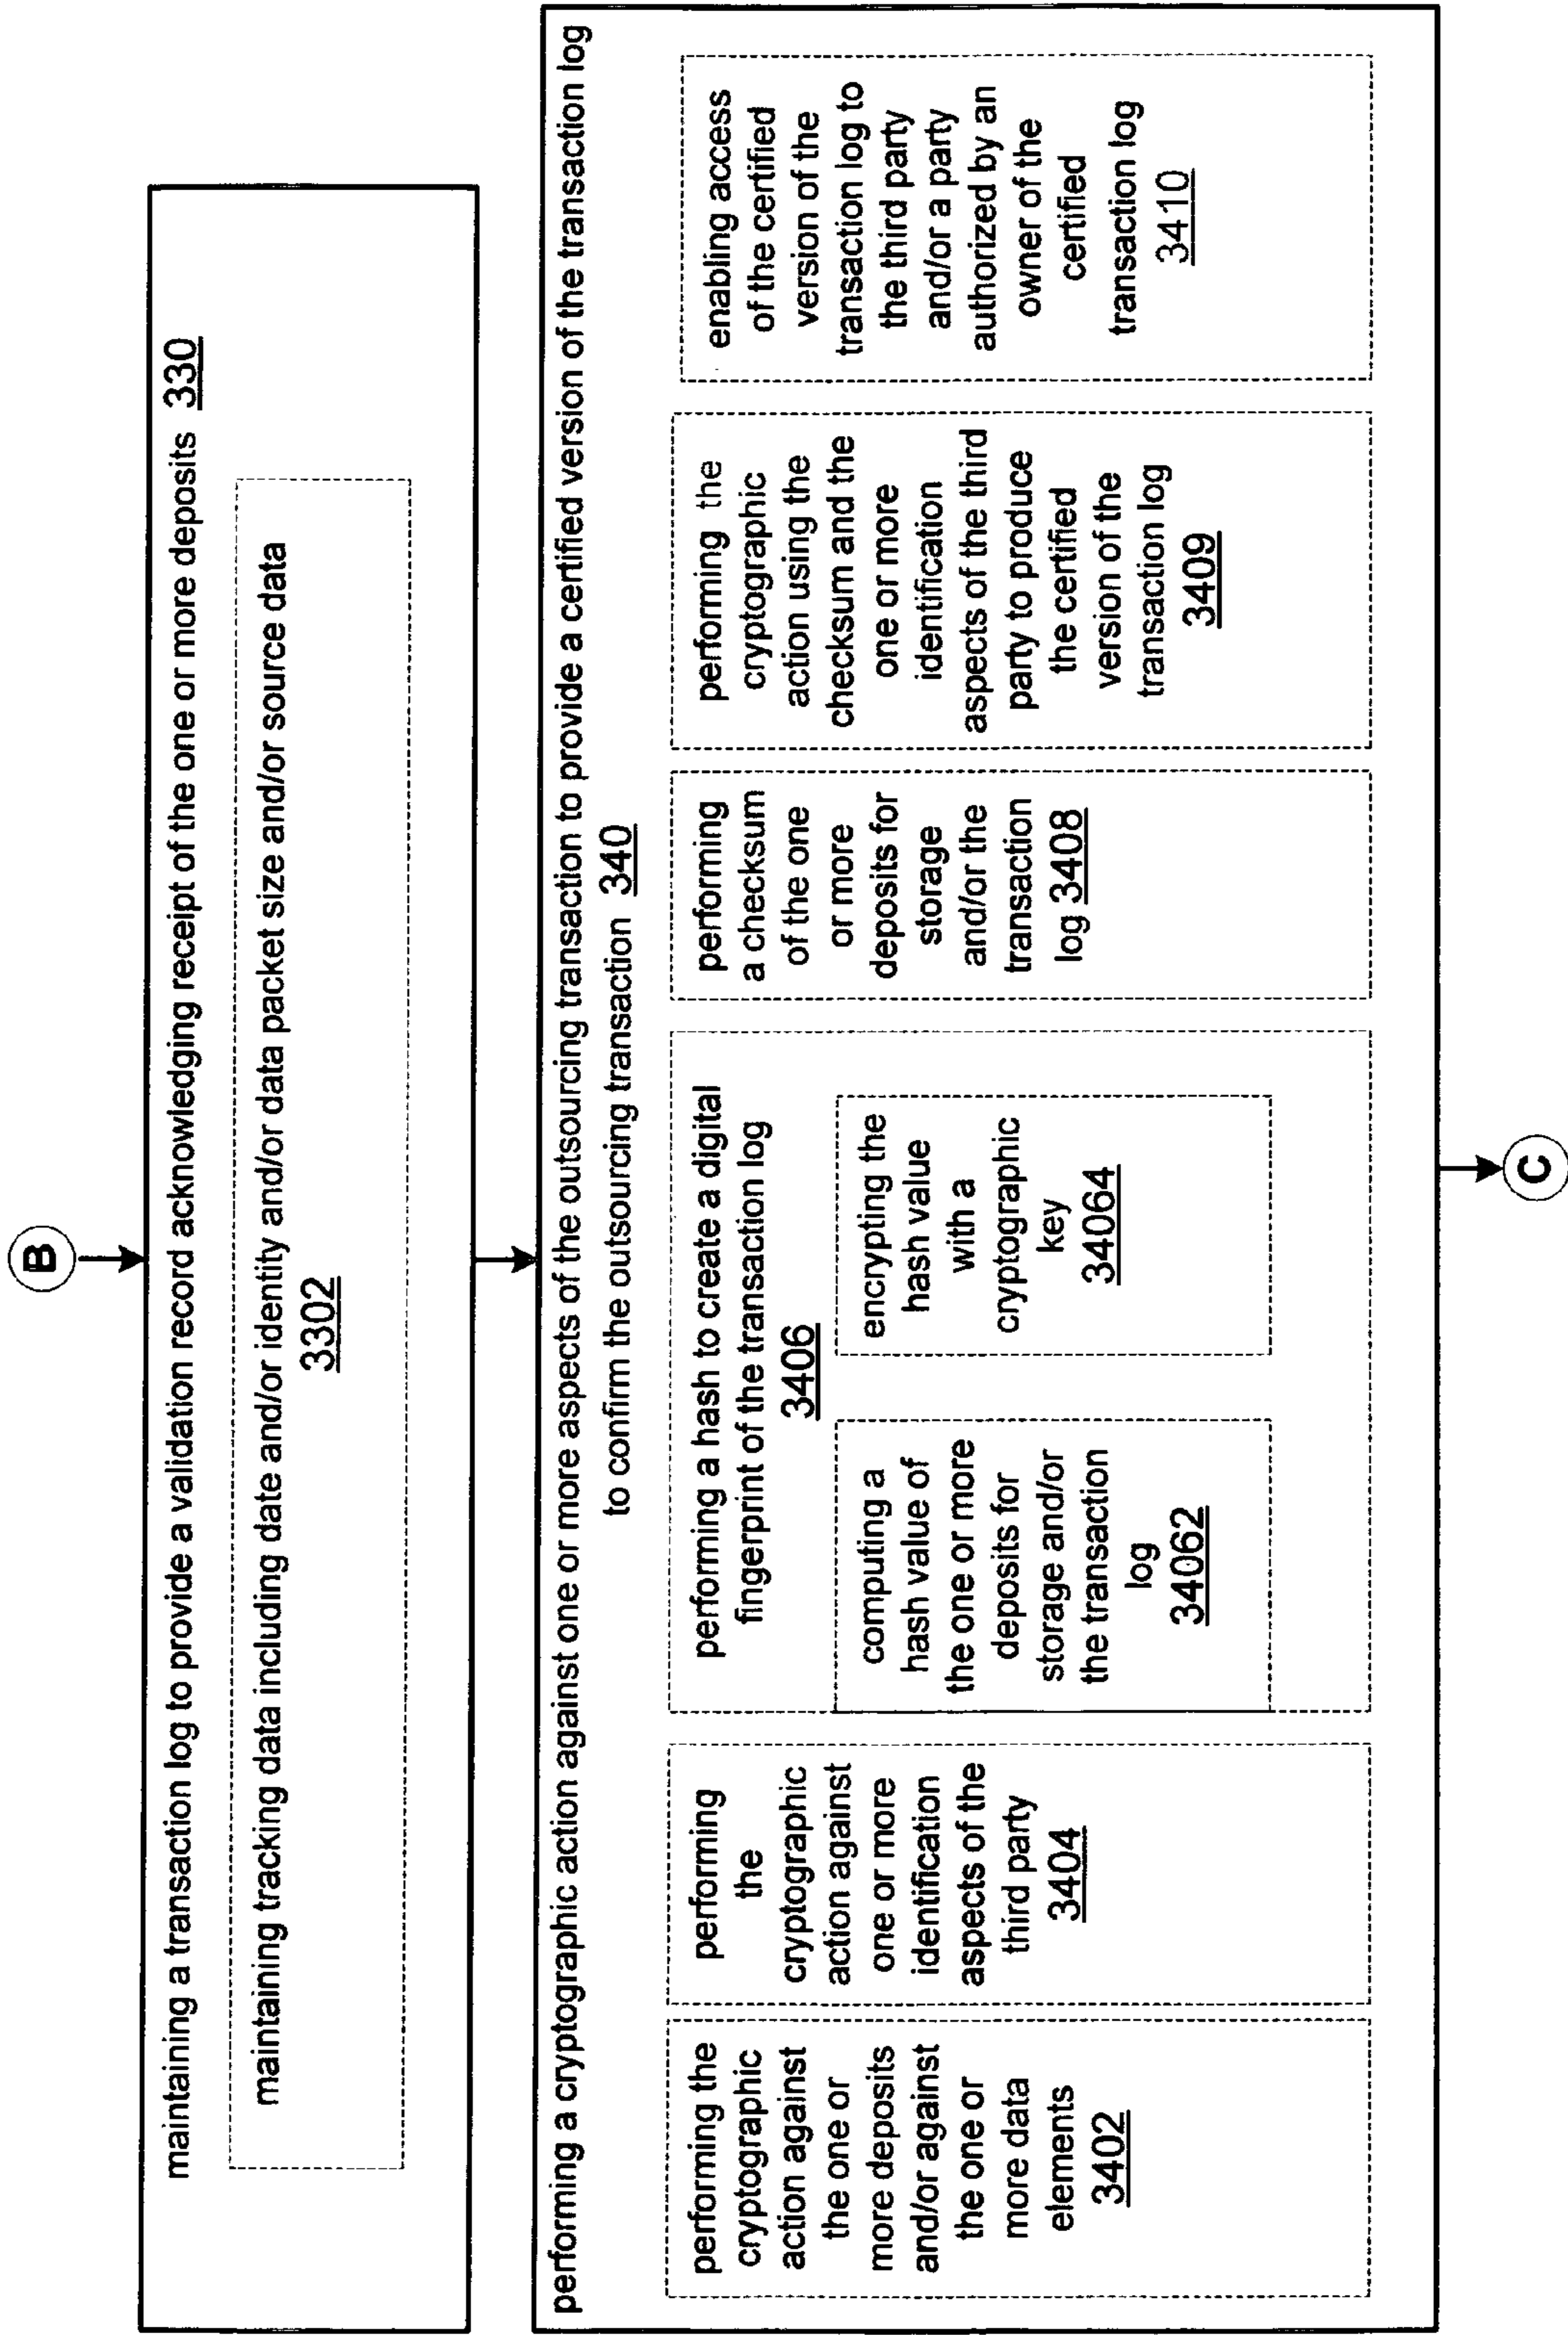 B
maintaining a transaction log to provide a validation record acknowledging receipt of the one or more deposits 330
maintaining tracking data including date and/or identity and/or data packet size and/or source data
3302
performing a cryptographic action against one or more aspects of the outsourcing transaction to provide a certified version of the transaction log
to confirm the outsourcing transaction 340
performing the
cryptographic
action against
the one or
more deposits
and/or against
the one or
more data
elements
3402
performing
the
cryptographic
action against
one or more
identification
aspects of the
third party
3404
performing a hash to create a digital
fingerprint of the transaction log
3406
computing a
hash value of
the one or more
deposits for
storage and/or
the transaction
log
34062
encrypting the
hash value
with a
cryptographic
key
34064
performing
a checksum
of the one
or more
deposits for
storage
and/or the
transaction
log 3408
performing the
cryptographic
action using the
checksum and the
one or more
identification
aspects of the third
party to produce
the certified
version of the
transaction log
3409
enabling access
of the certified
version of the
transaction log to
the third party
and/or a party
authorized by an
owner of the
certified
transaction log
3410
C